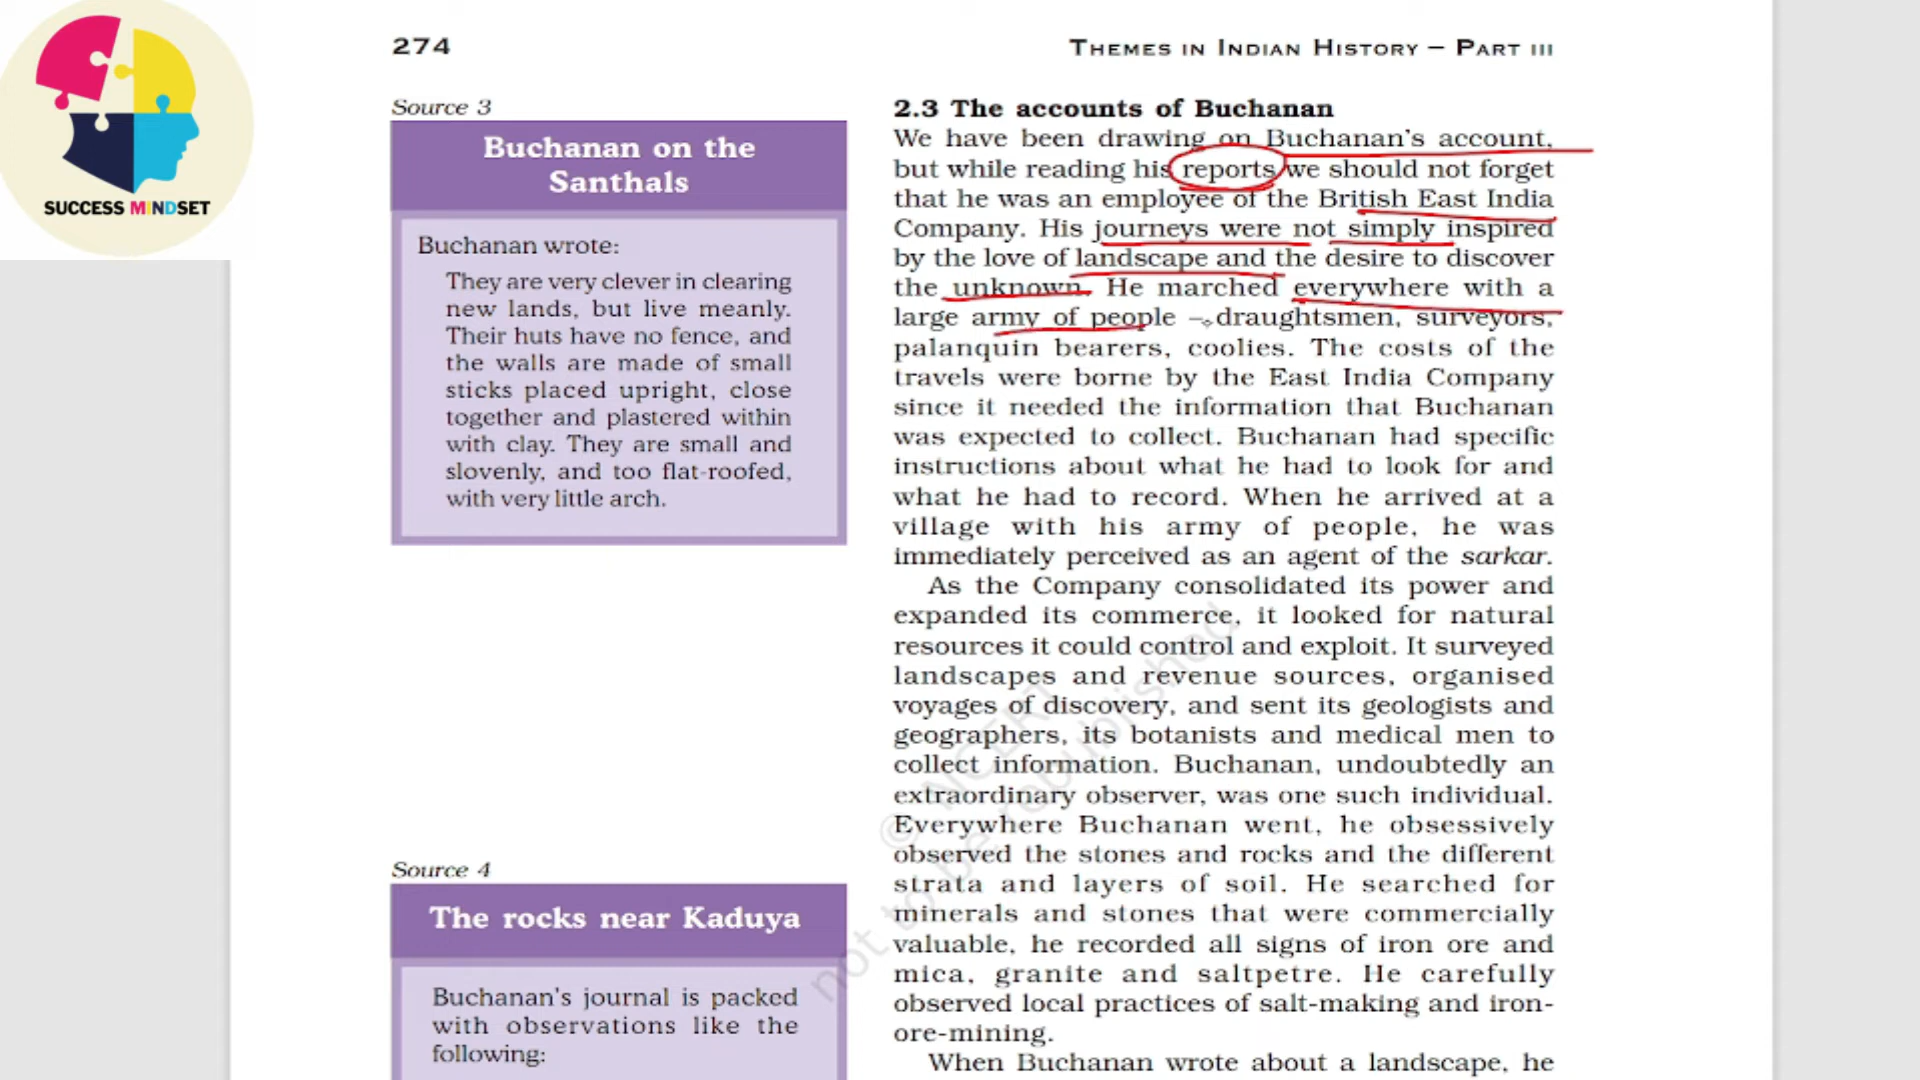 SUCCESS MINDSET
274
THEMES IN INDIAN HISTORY – PART III
Source 3
Buchanan on the
Santhals
Buchanan wrote:
They are very clever in clearing
new lands, but live meanly.
Their huts have no fence, and
the walls are made of small
sticks placed upright, close
together and plastered within
with clay. They are small and
slovenly, and too flat-roofed,
with very little arch.
Source 4
The rocks near Kaduya
Buchanan's journal is packed
with observations like the
following:
2.3 The accounts of Buchanan
We have been drawing on Buchanan's account,
but while reading his reports we should not forget
that he was an employee of the British East India
Company. His journeys were not simply inspired
by the love of landscape and the desire to discover
the unknown. He marched everywhere with a
large army of people – draughtsmen, surveyors,
palanquin bearers, coolies. The costs of the
travels were borne by the East India Company
since it needed the information that Buchanan
was expected to collect. Buchanan had specific
instructions about what he had to look for and
what he had to record. When he arrived at a
village with his army of people, he was
immediately perceived as an agent of the sarkar.
As the Company consolidated its power and
expanded its commerce, it looked for natural
resources it could control and exploit. It surveyed
landscapes and revenue sources, organised
voyages of discovery, and sent its geologists and
geographers, its botanists and medical men to
collect information. Buchanan, undoubtedly an
extraordinary observer, was one such individual.
Everywhere Buchanan went, he obsessively
observed the stones and rocks and the different
strata and layers of soil. He searched for
minerals and stones that were commercially
valuable, he recorded all signs of iron ore and
mica, granite and saltpetre. He carefully
observed local practices of salt-making and iron-
ore-mining.
When Buchanan wrote about a landscape, he
© NCERT
not to be republished